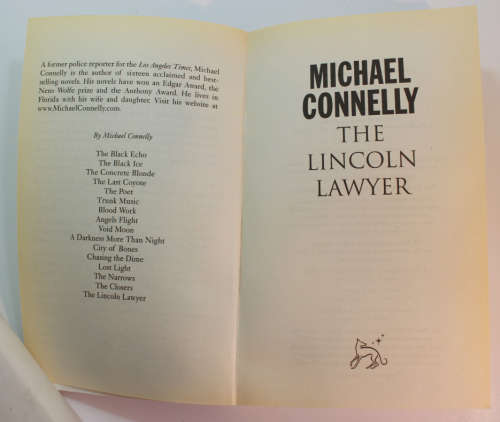 A former police reporter for the Los Angeles Times, Michael
Connelly is the author of sixteen acclaimed and best-
selling novels. His novels have won an Edgar Award, the
Nero Wolfe prize and the Anthony Award. He lives in
Florida with his wife and daughter. Visit his website at
www.MichaelConnelly.com.
By Michael Connelly
The Black Echo
The Black Ice
The Concrete Blonde
The Last Coyote
The Poet
Trunk Music
Blood Work
Angels Flight
Void Moon
A Darkness More Than Night
City of Bones
Chasing the Dime
Lost Light
The Narrows
The Closers
The Lincoln Lawyer
MICHAEL
CONNELLY
THE
LINCOLN
LAWYER